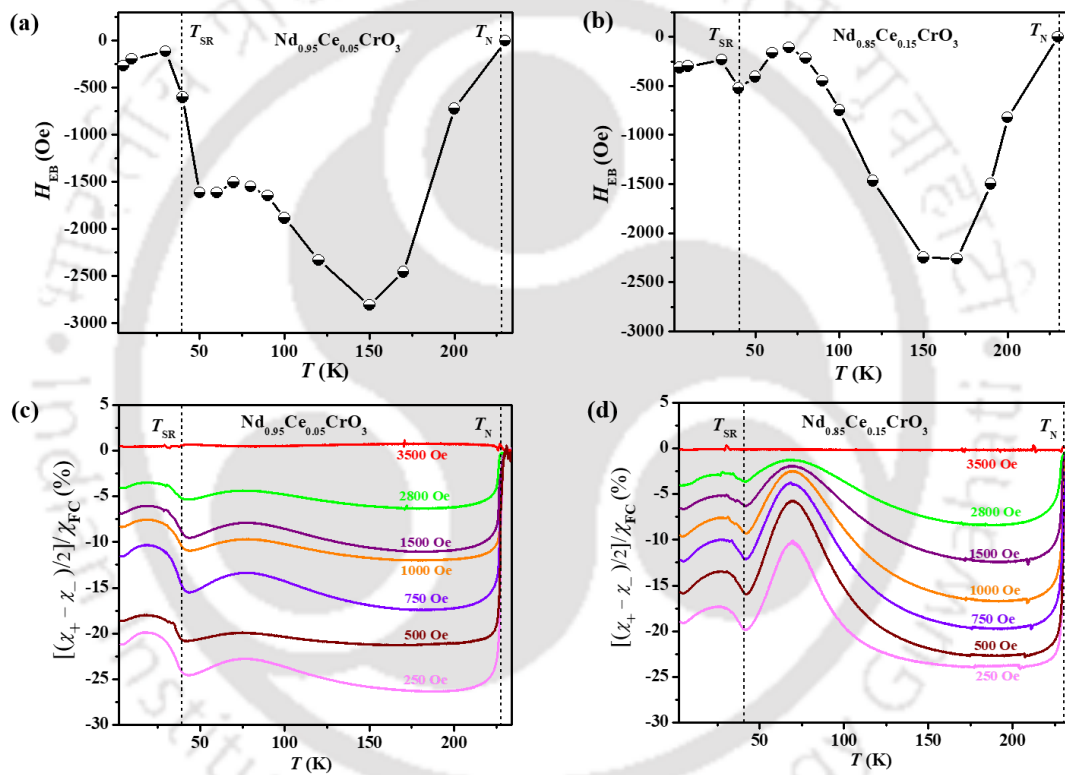 (a)
T_SR
Nd0.95Ce0.05CrO3
T_N
0
-500
-1000
-1500
-2000
-2500
-3000
H_EB (Oe)
50 100 150 200
T (K)
(b)
T_SR
Nd0.85Ce0.15CrO3
T_N
0
-500
-1000
-1500
-2000
-2500
-3000
H_EB (Oe)
50 100 150 200
T (K)
(c)
T_SR
Nd0.95Ce0.05CrO3
T_N
5
0
-5
-10
-15
-20
-25
-30
[(χ+ − χ−)/2]/χFC (%)
3500 Oe
2800 Oe
1500 Oe
1000 Oe
750 Oe
500 Oe
250 Oe
50 100 150 200
T (K)
(d)
T_SR
Nd0.85Ce0.15CrO3
T_N
5
0
-5
-10
-15
-20
-25
-30
[(χ+ − χ−)/2]/χFC (%)
3500 Oe
2800 Oe
1500 Oe
1000 Oe
750 Oe
500 Oe
250 Oe
50 100 150 200
T (K)